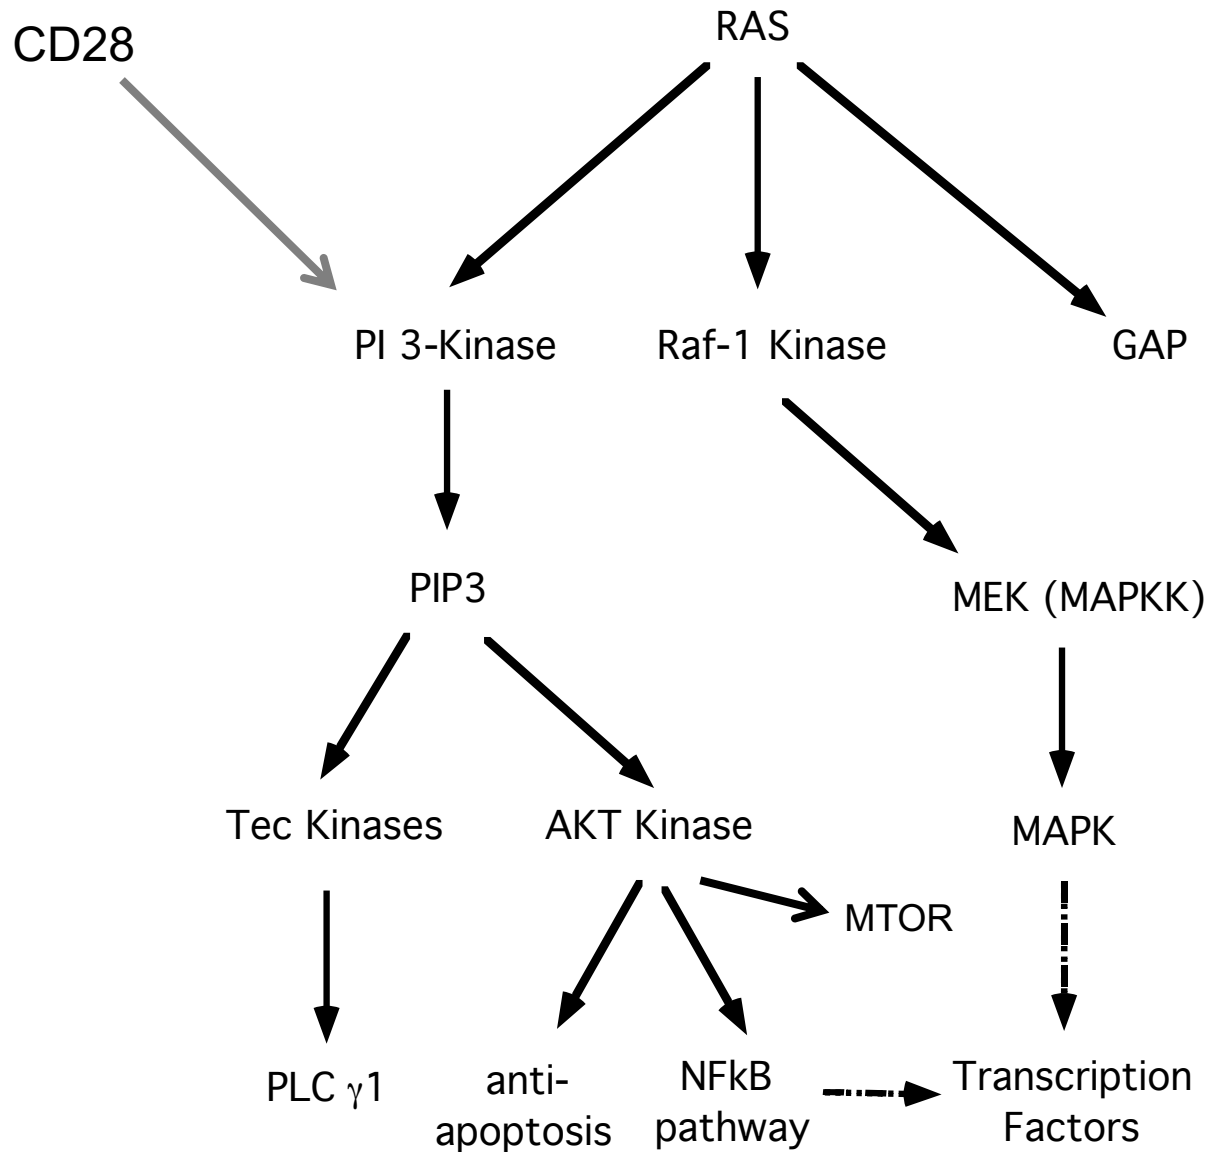 RAS
CD28
PI 3-Kinase
Raf-1 Kinase
GAP
PIP3
MEK (MAPKK)
Tec Kinases
AKT Kinase
MAPK
MTOR
PLC γ1
anti-
apoptosis
NFkB
pathway
Transcription
Factors